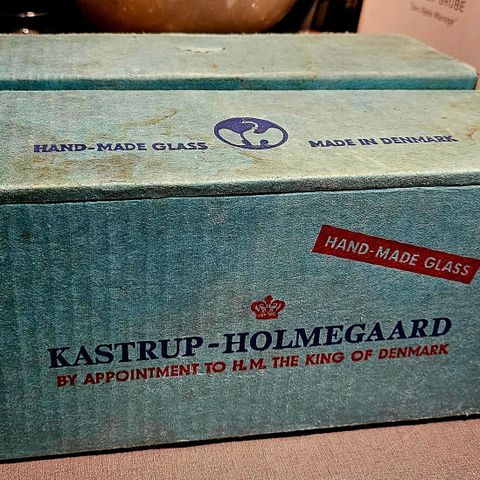 HAND-MADE GLASS MADE IN DENMARK
HAND-MADE GLASS
KASTRUP-HOLMEGAARD
BY APPOINTMENT TO H.M. THE KING OF DENMARK